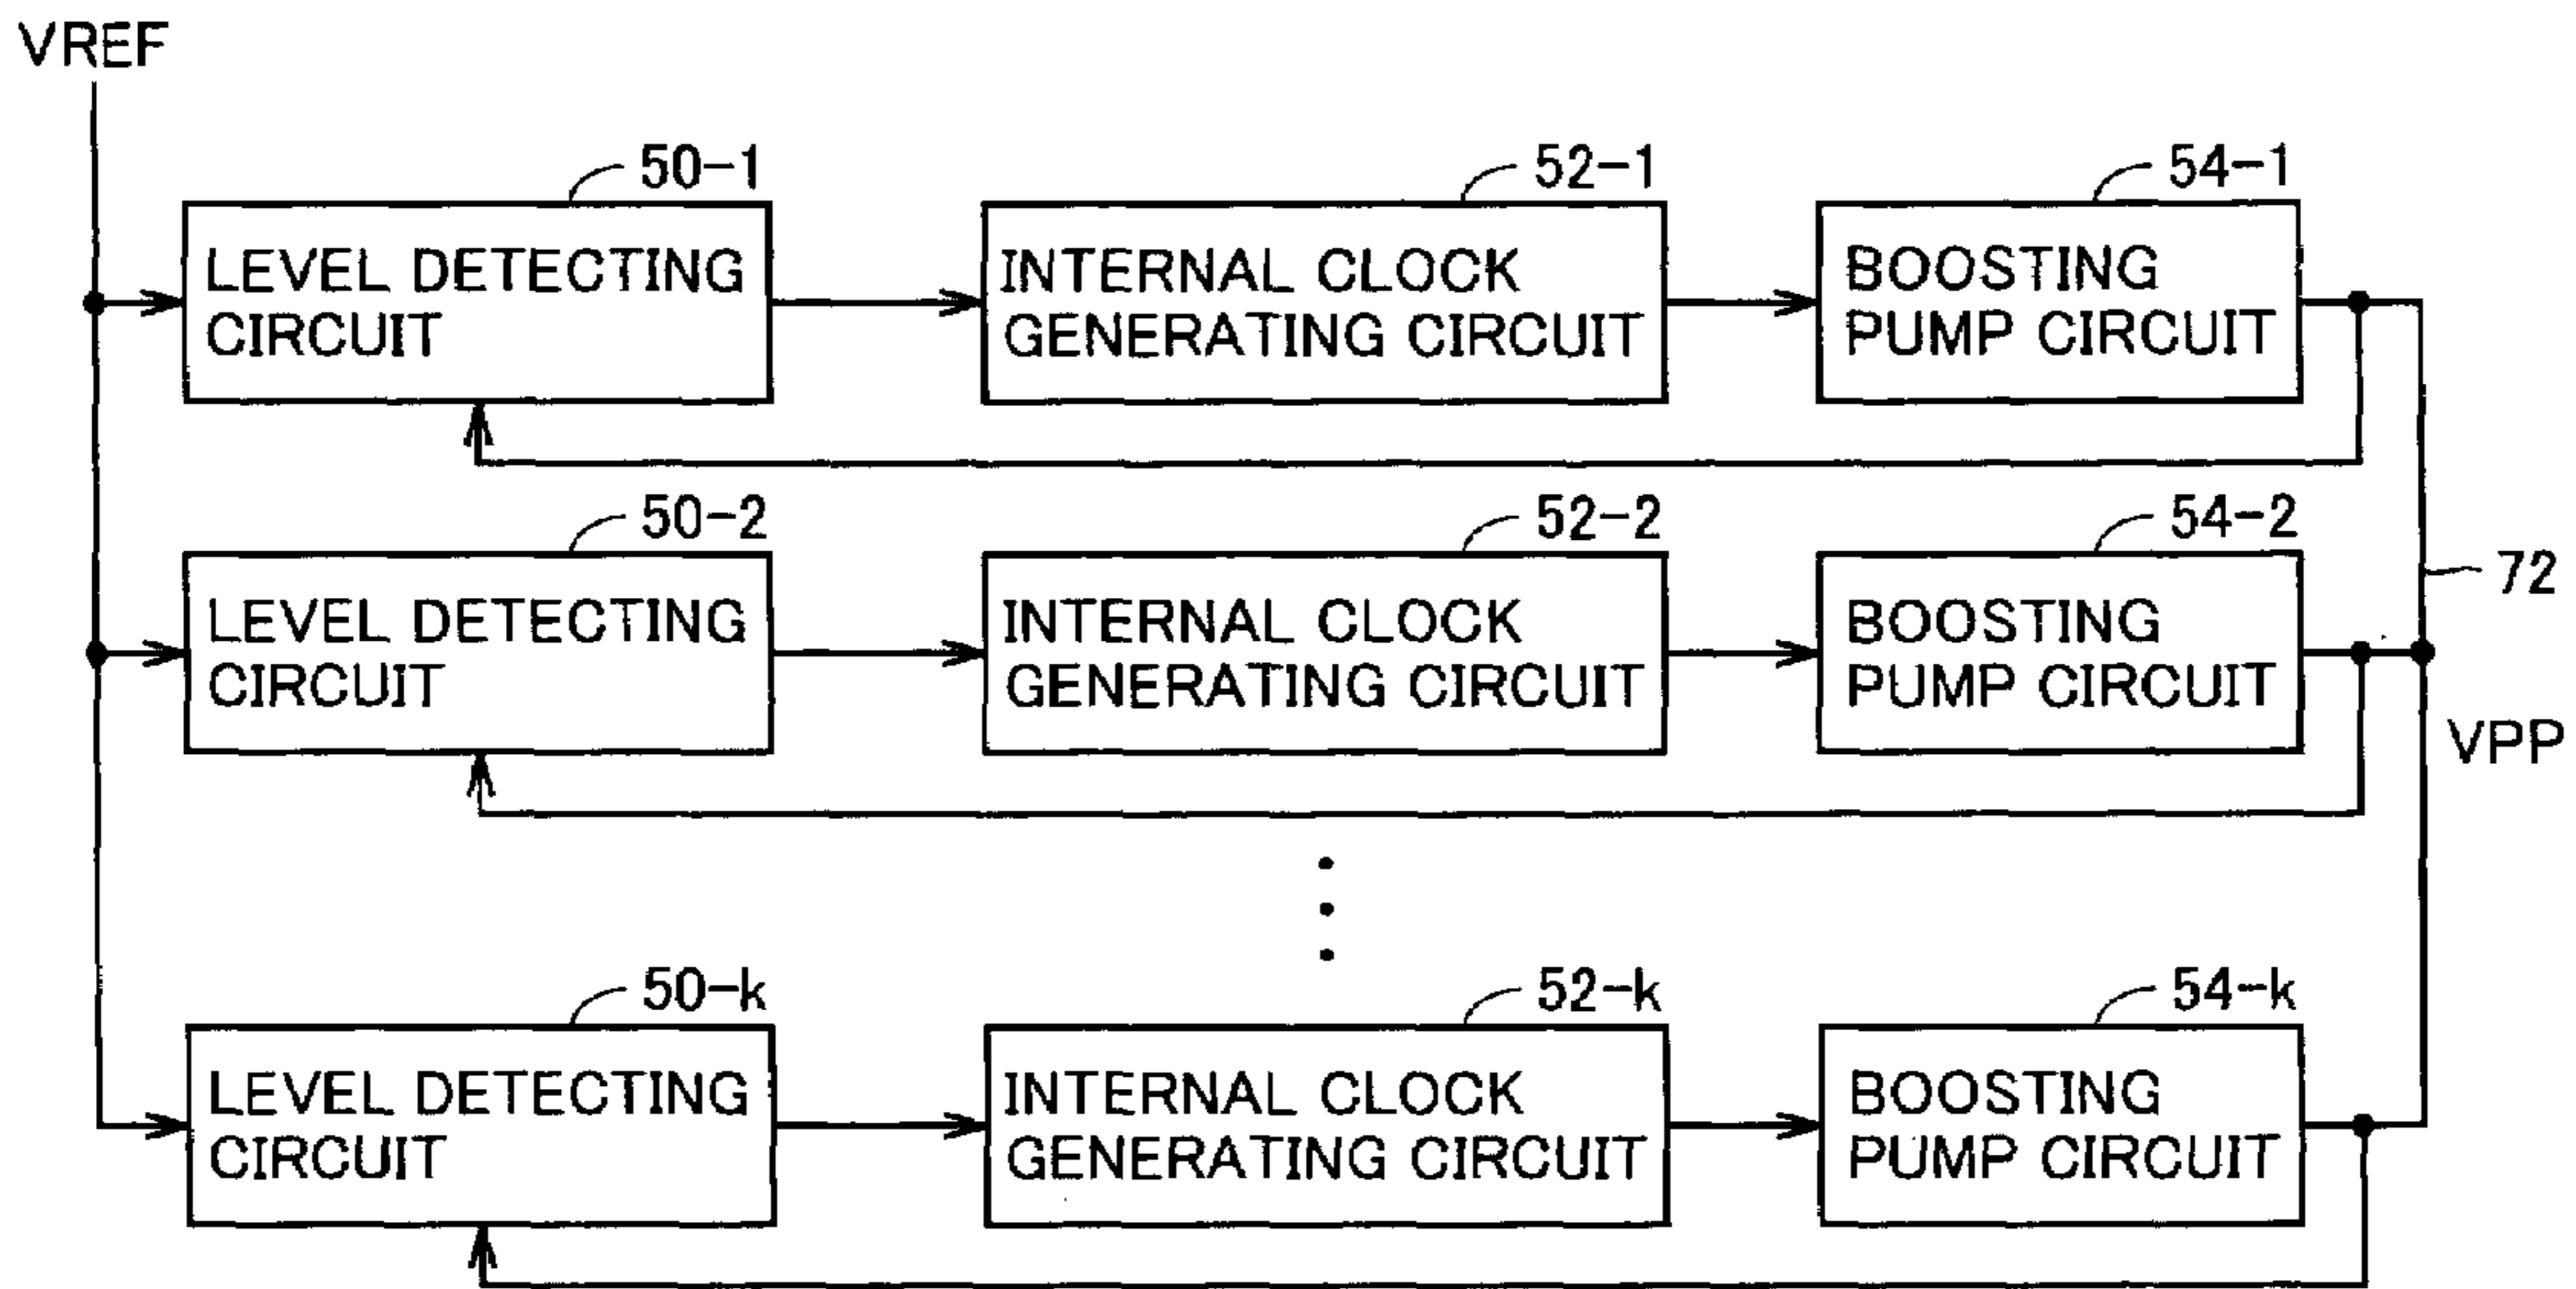 VREF
50-1
52-1
54-1
LEVEL DETECTING
CIRCUIT
INTERNAL CLOCK
GENERATING CIRCUIT
BOOSTING
PUMP CIRCUIT
50-2
52-2
54-2
LEVEL DETECTING
CIRCUIT
INTERNAL CLOCK
GENERATING CIRCUIT
BOOSTING
PUMP CIRCUIT
72
VPP
50-k
52-k
54-k
LEVEL DETECTING
CIRCUIT
INTERNAL CLOCK
GENERATING CIRCUIT
BOOSTING
PUMP CIRCUIT